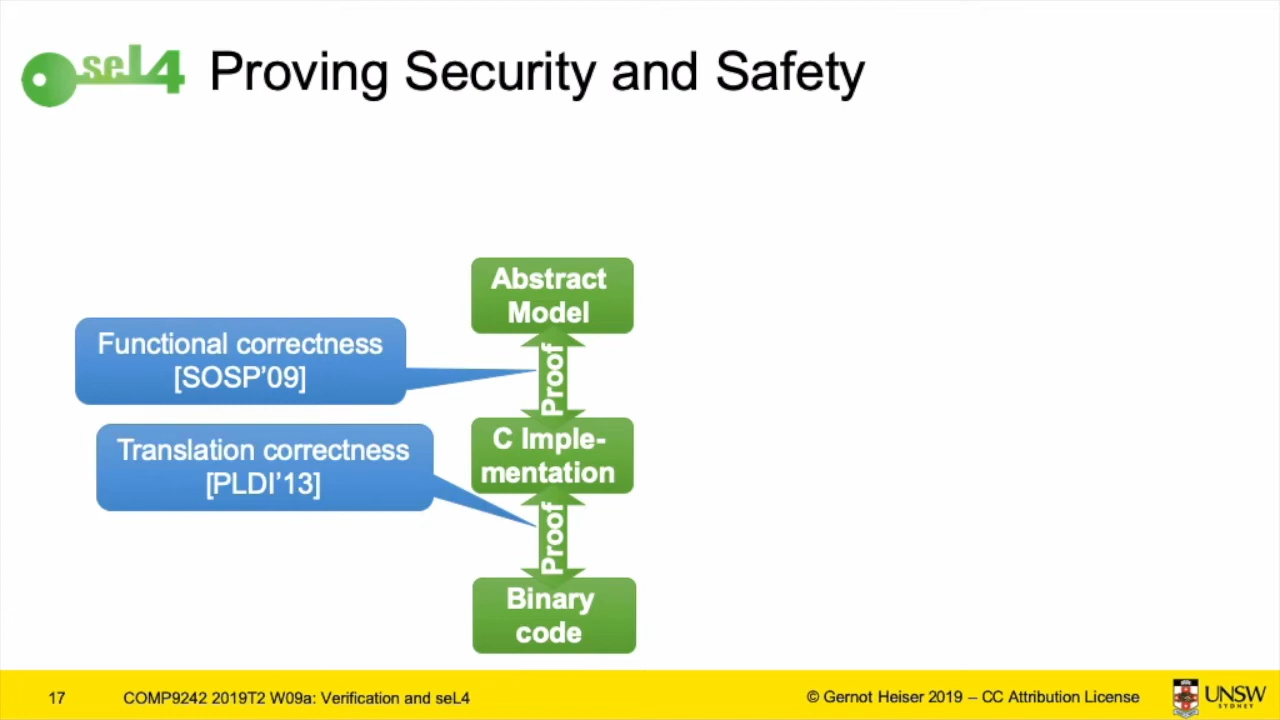 seL4 Proving Security and Safety
Abstract
Model
Functional correctness
[SOSP’09]
Proof
C Imple-
mentation
Translation correctness
[PLDI’13]
Proof
Binary
code
17 COMP9242 2019T2 W09a: Verification and seL4 © Gernot Heiser 2019 – CC Attribution License
UNSW
SYDNEY